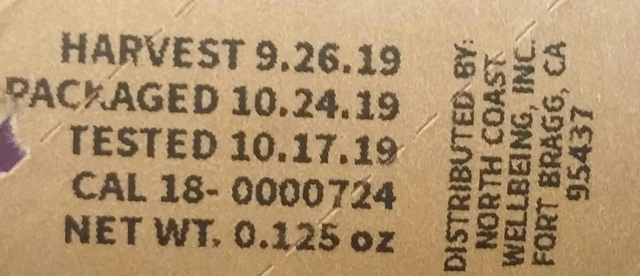 HARVEST 9.26.19
PACKAGED 10.24.19
TESTED 10.17.19
CAL 18- 0000724
NET WT. 0.125 oz
DISTRIBUTED BY:
NORTH COAST
WELLBEING, INC.
FORT BRAGG, CA
95437